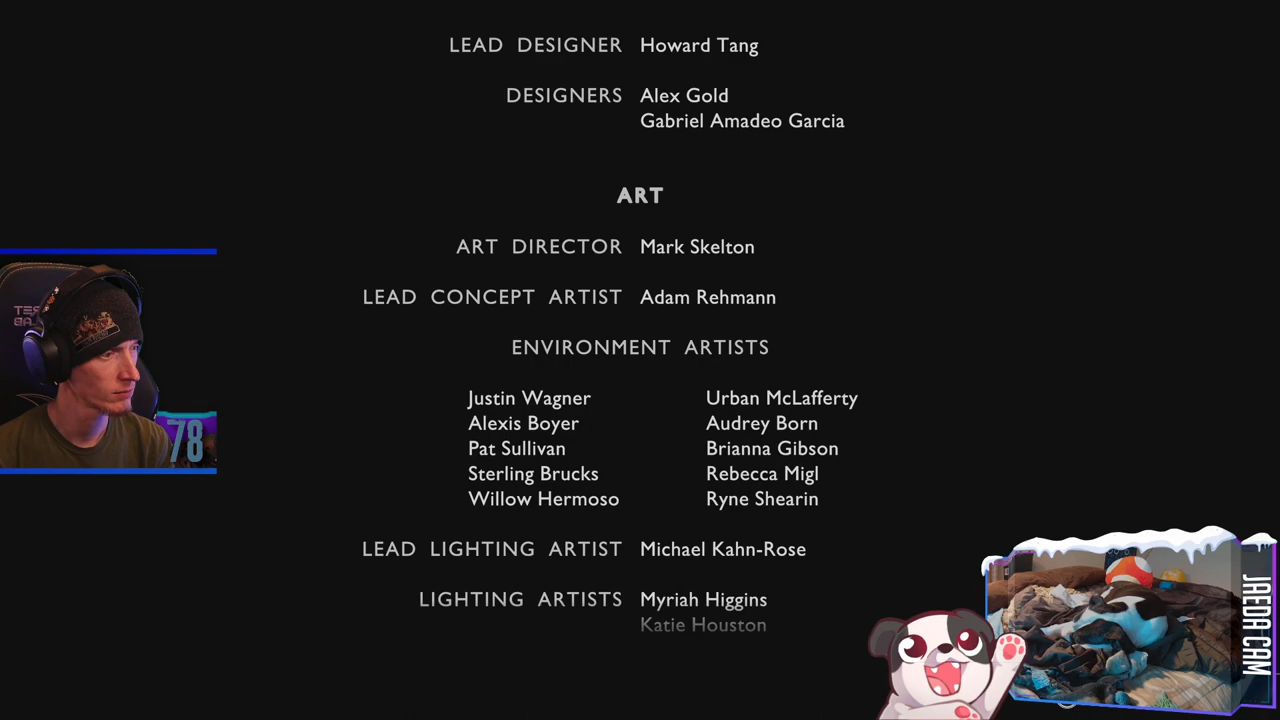 LEAD DESIGNER Howard Tang
DESIGNERS Alex Gold
Gabriel Amadeo Garcia
ART
ART DIRECTOR Mark Skelton
LEAD CONCEPT ARTIST Adam Rehmann
ENVIRONMENT ARTISTS
Justin Wagner Urban McLafferty
Alexis Boyer Audrey Born
Pat Sullivan Brianna Gibson
Sterling Brucks Rebecca Migl
Willow Hermoso Ryne Shearin
LEAD LIGHTING ARTIST Michael Kahn-Rose
LIGHTING ARTISTS Myriah Higgins
Katie Houston
78
JAEDA CAM